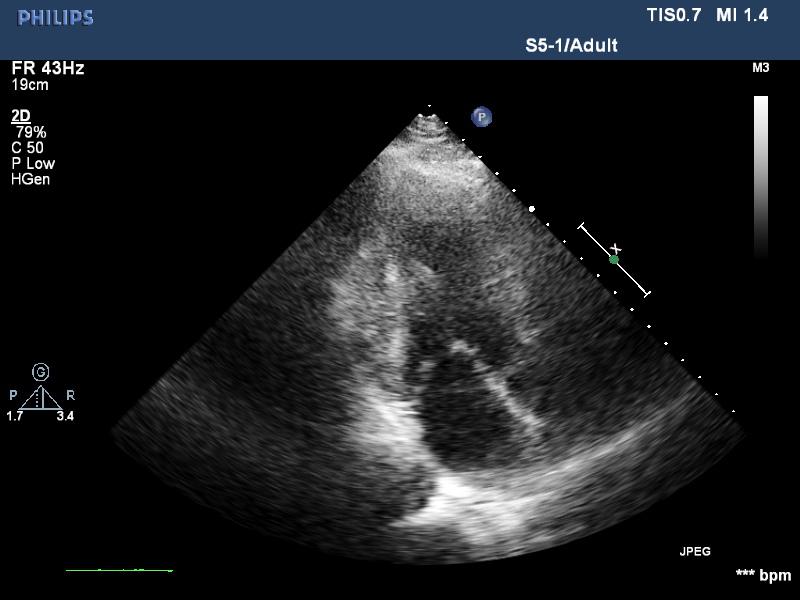 PHILIPS
TIS0.7 MI 1.4
S5-1/Adult
FR 43Hz
19cm
M3
2D
79%
C 50
P Low
HGen
P
X
G
P R
1.7 3.4
JPEG
*** bpm